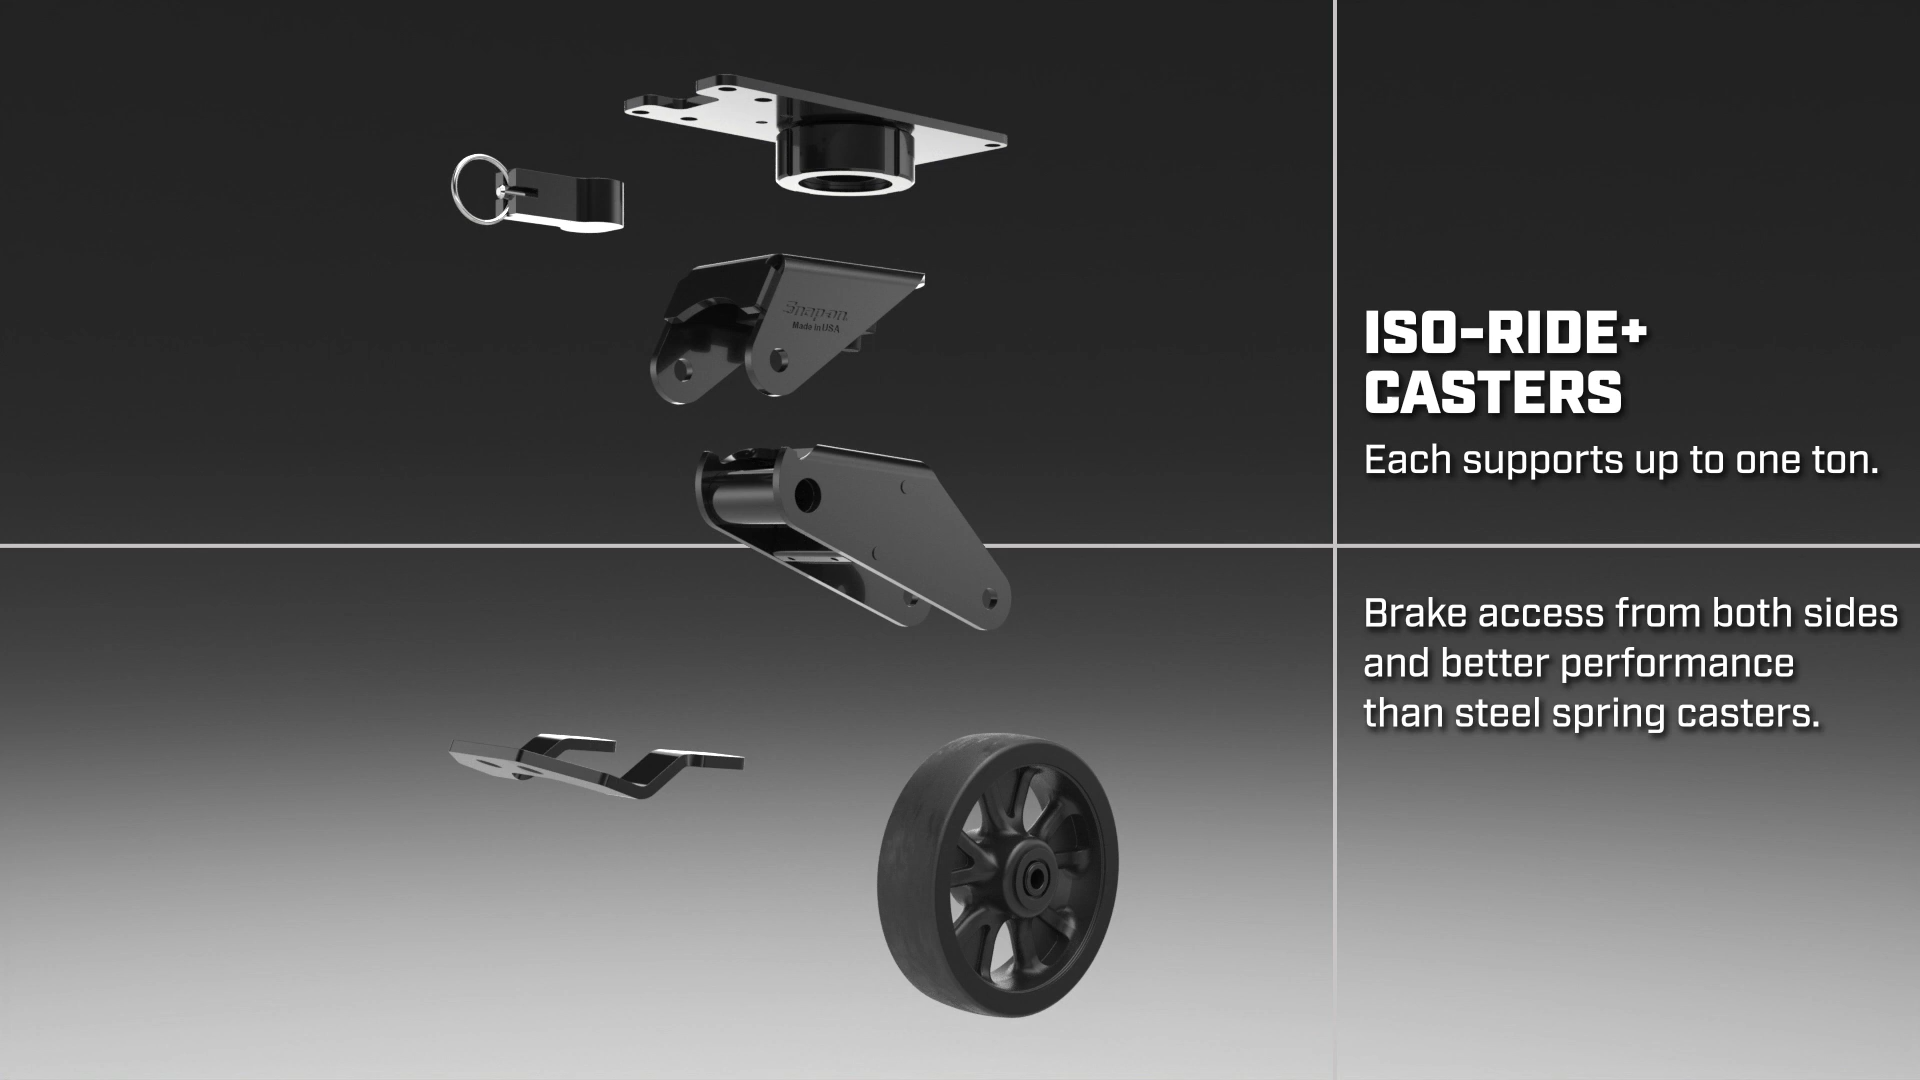 Snap-on
Made in USA
ISO-RIDE+
CASTERS
Each supports up to one ton.
Brake access from both sides
and better performance
than steel spring casters.